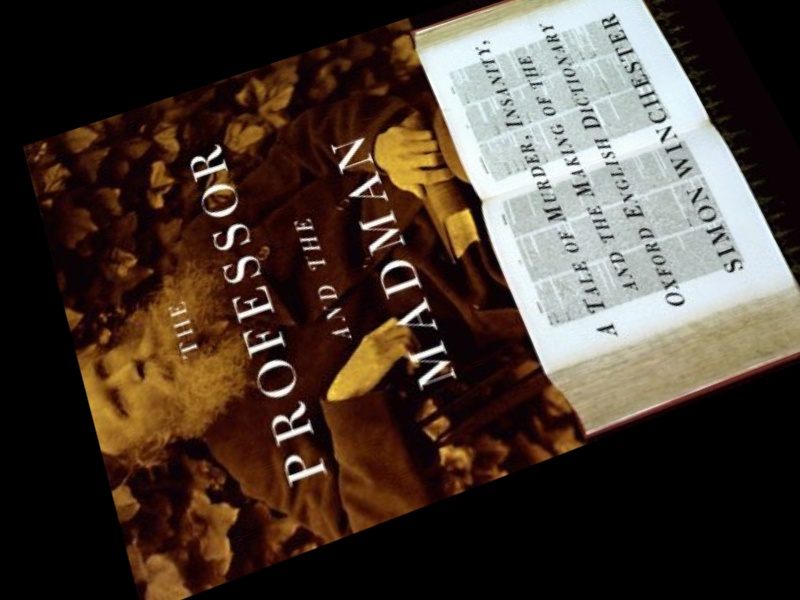 THE
PROFESSOR
AND THE
MADMAN
A TALE OF MURDER, INSANITY,
AND THE MAKING OF THE
OXFORD ENGLISH DICTIONARY
SIMON WINCHESTER